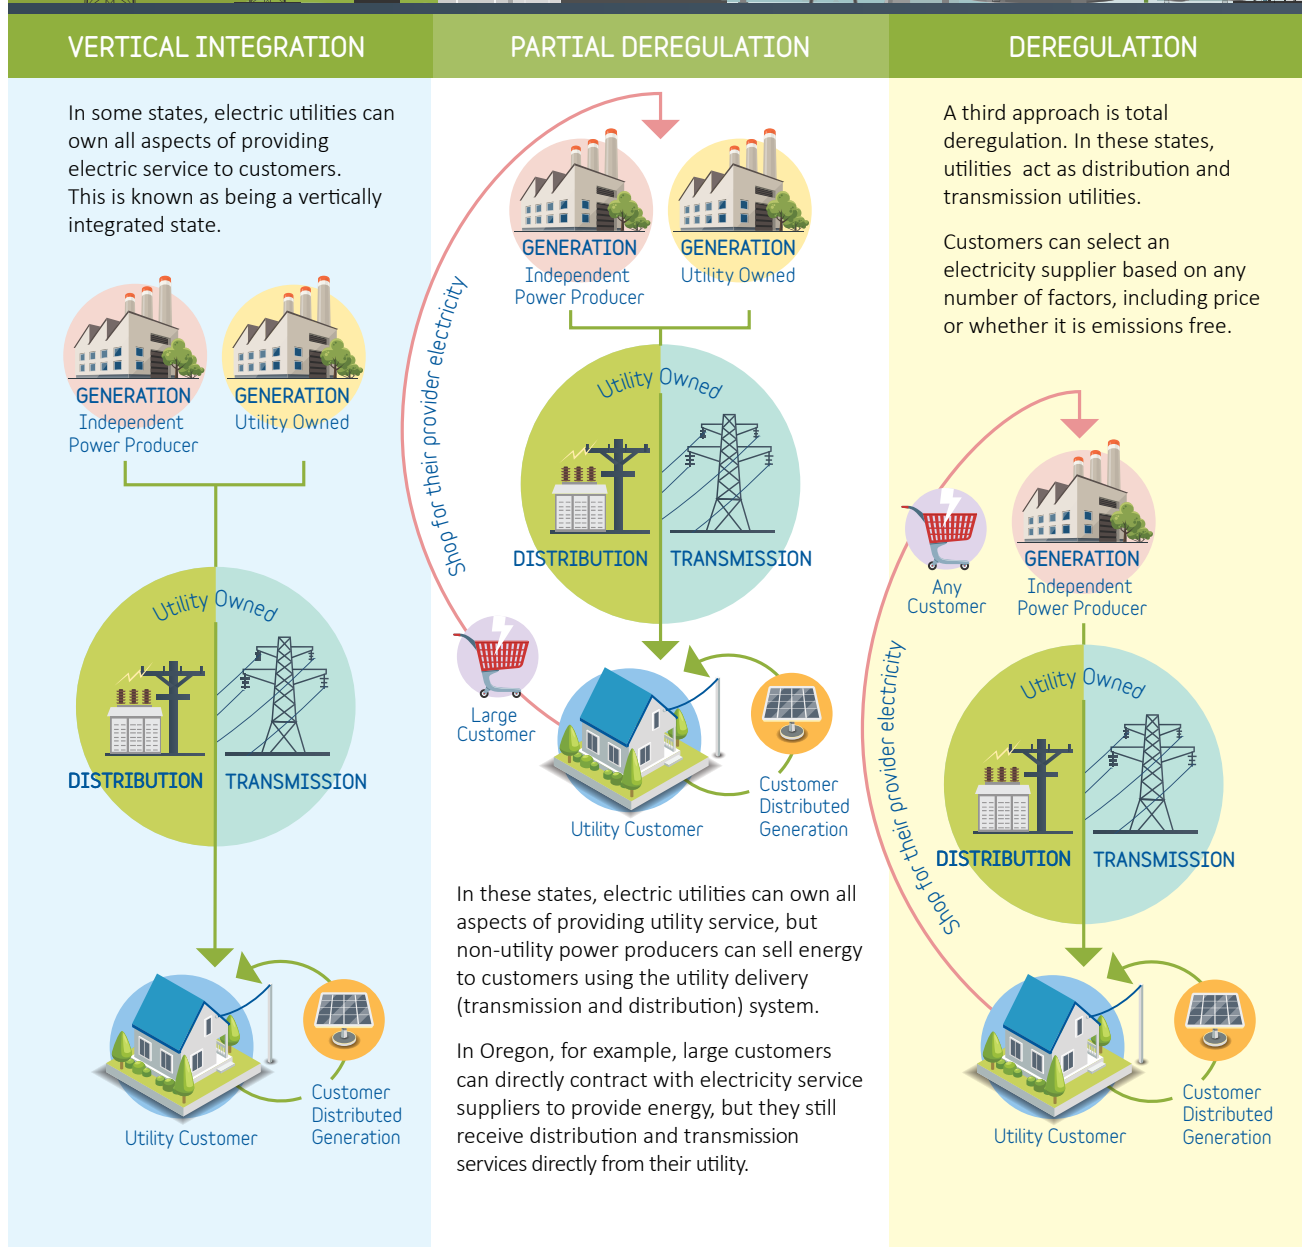 VERTICAL INTEGRATION
In some states, electric utilities can
own all aspects of providing
electric service to customers.
This is known as being a vertically
integrated state.
GENERATION
Independent
Power Producer
GENERATION
Utility Owned
Utility Owned
DISTRIBUTION
TRANSMISSION
Utility Customer
Customer
Distributed
Generation
PARTIAL DEREGULATION
GENERATION
Independent
Power Producer
GENERATION
Utility Owned
Shop for their provider electricity
Utility Owned
DISTRIBUTION
TRANSMISSION
Large
Customer
Utility Customer
Customer
Distributed
Generation
In these states, electric utilities can own all
aspects of providing utility service, but
non-utility power producers can sell energy
to customers using the utility delivery
(transmission and distribution) system.
In Oregon, for example, large customers
can directly contract with electricity service
suppliers to provide energy, but they still
receive distribution and transmission
services directly from their utility.
DEREGULATION
A third approach is total
deregulation. In these states,
utilities act as distribution and
transmission utilities.
Customers can select an
electricity supplier based on any
number of factors, including price
or whether it is emissions free.
Any
Customer
GENERATION
Independent
Power Producer
Shop for their provider electricity
Utility Owned
DISTRIBUTION
TRANSMISSION
Utility Customer
Customer
Distributed
Generation